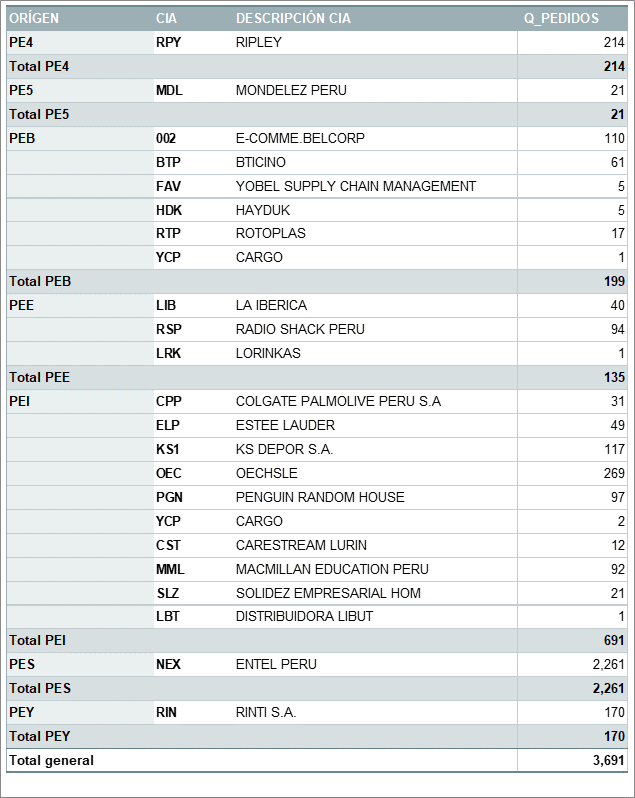 ORÍGEN CIA DESCRIPCIÓN CIA Q_PEDIDOS
PE4 RPY RIPLEY 214
Total PE4 214
PE5 MDL MONDELEZ PERU 21
Total PE5 21
PEB 002 E-COMME.BELCORP 110
BTP BTICINO 61
FAV YOBEL SUPPLY CHAIN MANAGEMENT 5
HDK HAYDUK 5
RTP ROTOPLAS 17
YCP CARGO 1
Total PEB 199
PEE LIB LA IBERICA 40
RSP RADIO SHACK PERU 94
LRK LORINKAS 1
Total PEE 135
PEI CPP COLGATE PALMOLIVE PERU S.A 31
ELP ESTEE LAUDER 49
KS1 KS DEPOR S.A. 117
OEC OECHSLE 269
PGN PENGUIN RANDOM HOUSE 97
YCP CARGO 2
CST CARESTREAM LURIN 12
MML MACMILLAN EDUCATION PERU 92
SLZ SOLIDEZ EMPRESARIAL HOM 21
LBT DISTRIBUIDORA LIBUT 1
Total PEI 691
PES NEX ENTEL PERU 2,261
Total PES 2,261
PEY RIN RINTI S.A. 170
Total PEY 170
Total general 3,691